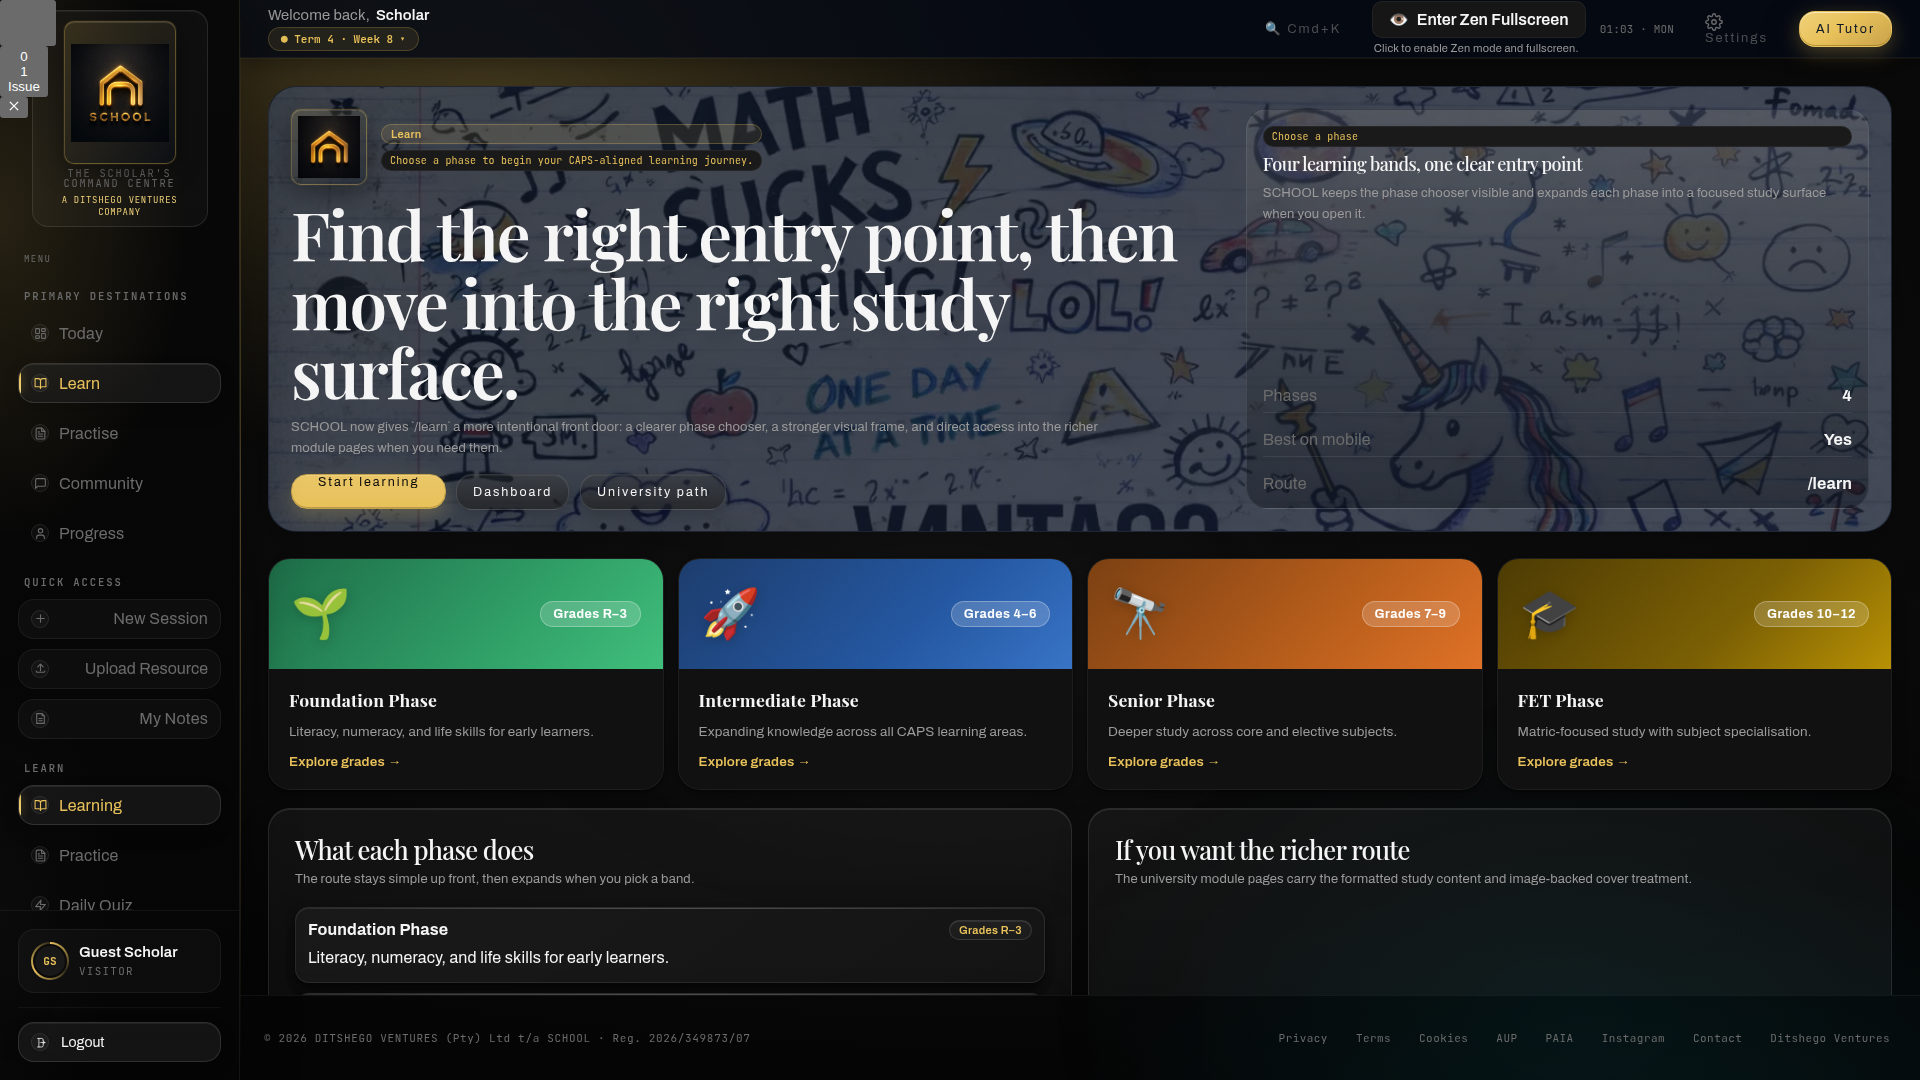 0
1
Issue
SCHOOL
THE SCHOLAR'S
COMMAND CENTRE
A DITSHEGO VENTURES
COMPANY
MENU
PRIMARY DESTINATIONS
Today
Learn
Practise
Community
Progress
QUICK ACCESS
New Session
Upload Resource
My Notes
LEARN
Learning
Practice
Daily Quiz
GS
Guest Scholar
VISITOR
Logout
Welcome back, Scholar
Term 4 · Week 8
Cmd+K
Enter Zen Fullscreen
Click to enable Zen mode and fullscreen.
01:03 · MON
Settings
AI Tutor
Learn
Choose a phase to begin your CAPS-aligned learning journey.
Find the right entry point, then
move into the right study
surface.
SCHOOL now gives `/learn` a more intentional front door: a clearer phase chooser, a stronger visual frame, and direct access into the richer
module pages when you need them.
Start learning
Dashboard
University path
MATH
SUCKS
BORING!
LOL!
ONE DAY
AT A TIME
Choose a phase
Four learning bands, one clear entry point
SCHOOL keeps the phase chooser visible and expands each phase into a focused study surface
when you open it.
Phases 4
Best on mobile Yes
Route /learn
Grades R–3
Foundation Phase
Literacy, numeracy, and life skills for early learners.
Explore grades →
Grades 4–6
Intermediate Phase
Expanding knowledge across all CAPS learning areas.
Explore grades →
Grades 7–9
Senior Phase
Deeper study across core and elective subjects.
Explore grades →
Grades 10–12
FET Phase
Matric-focused study with subject specialisation.
Explore grades →
What each phase does
The route stays simple up front, then expands when you pick a band.
Foundation Phase
Grades R–3
Literacy, numeracy, and life skills for early learners.
If you want the richer route
The university module pages carry the formatted study content and image-backed cover treatment.
© 2026 DITSHEGO VENTURES (Pty) Ltd t/a SCHOOL · Reg. 2026/349873/07
Privacy
Terms
Cookies
AUP
PAIA
Instagram
Contact
Ditshego Ventures